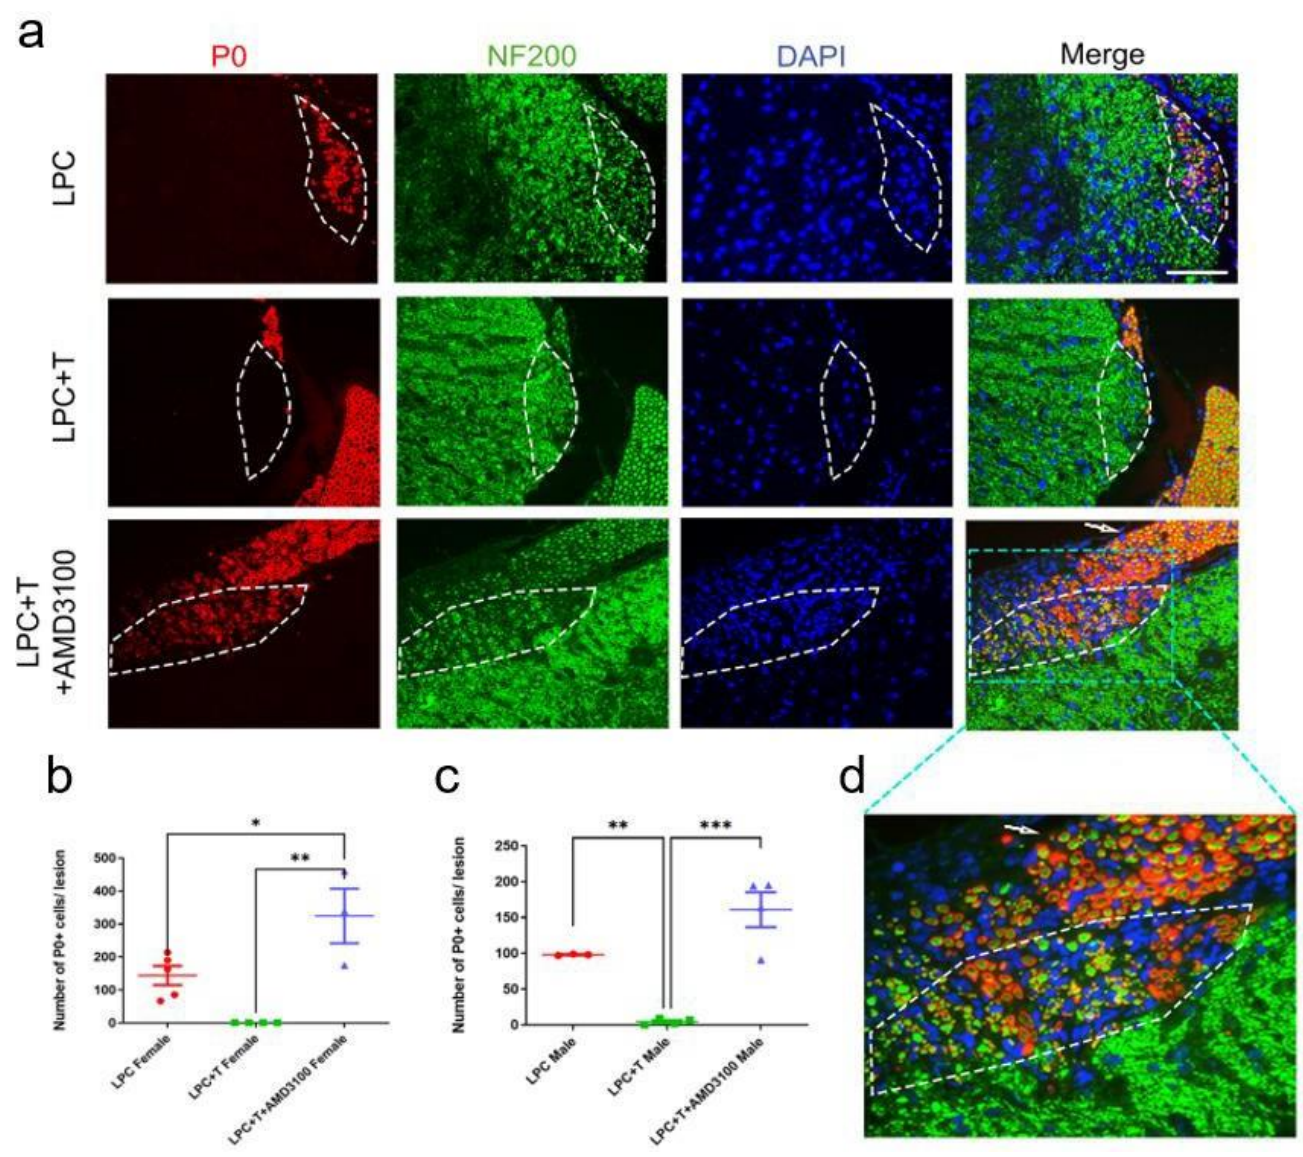 a
P0 NF200 DAPI Merge
LPC
LPC+T
LPC+T
+AMD3100
b
Number of P0+ cells/ lesion
500
400
300
200
100
0
*
**
LPC Female
LPC+T Female
LPC+T+AMD3100 Female
c
Number of P0+ cells/ lesion
250
200
150
100
50
0
**
***
LPC Male
LPC+T Male
LPC+T+AMD3100 Male
d